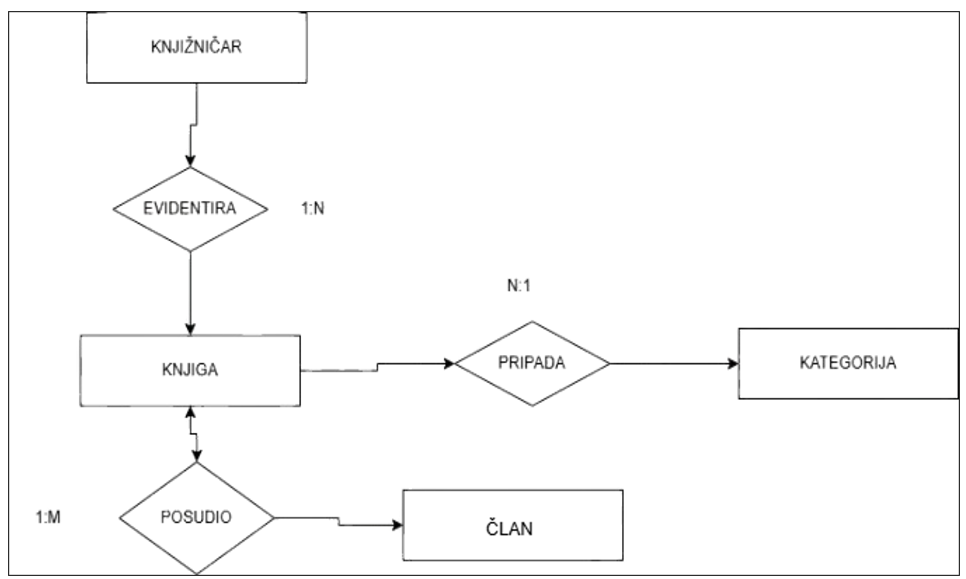 KNJIŽNIČAR
EVIDENTIRA
1:N
N:1
KNJIGA
PRIPADA
KATEGORIJA
1:M
POSUDIO
ČLAN